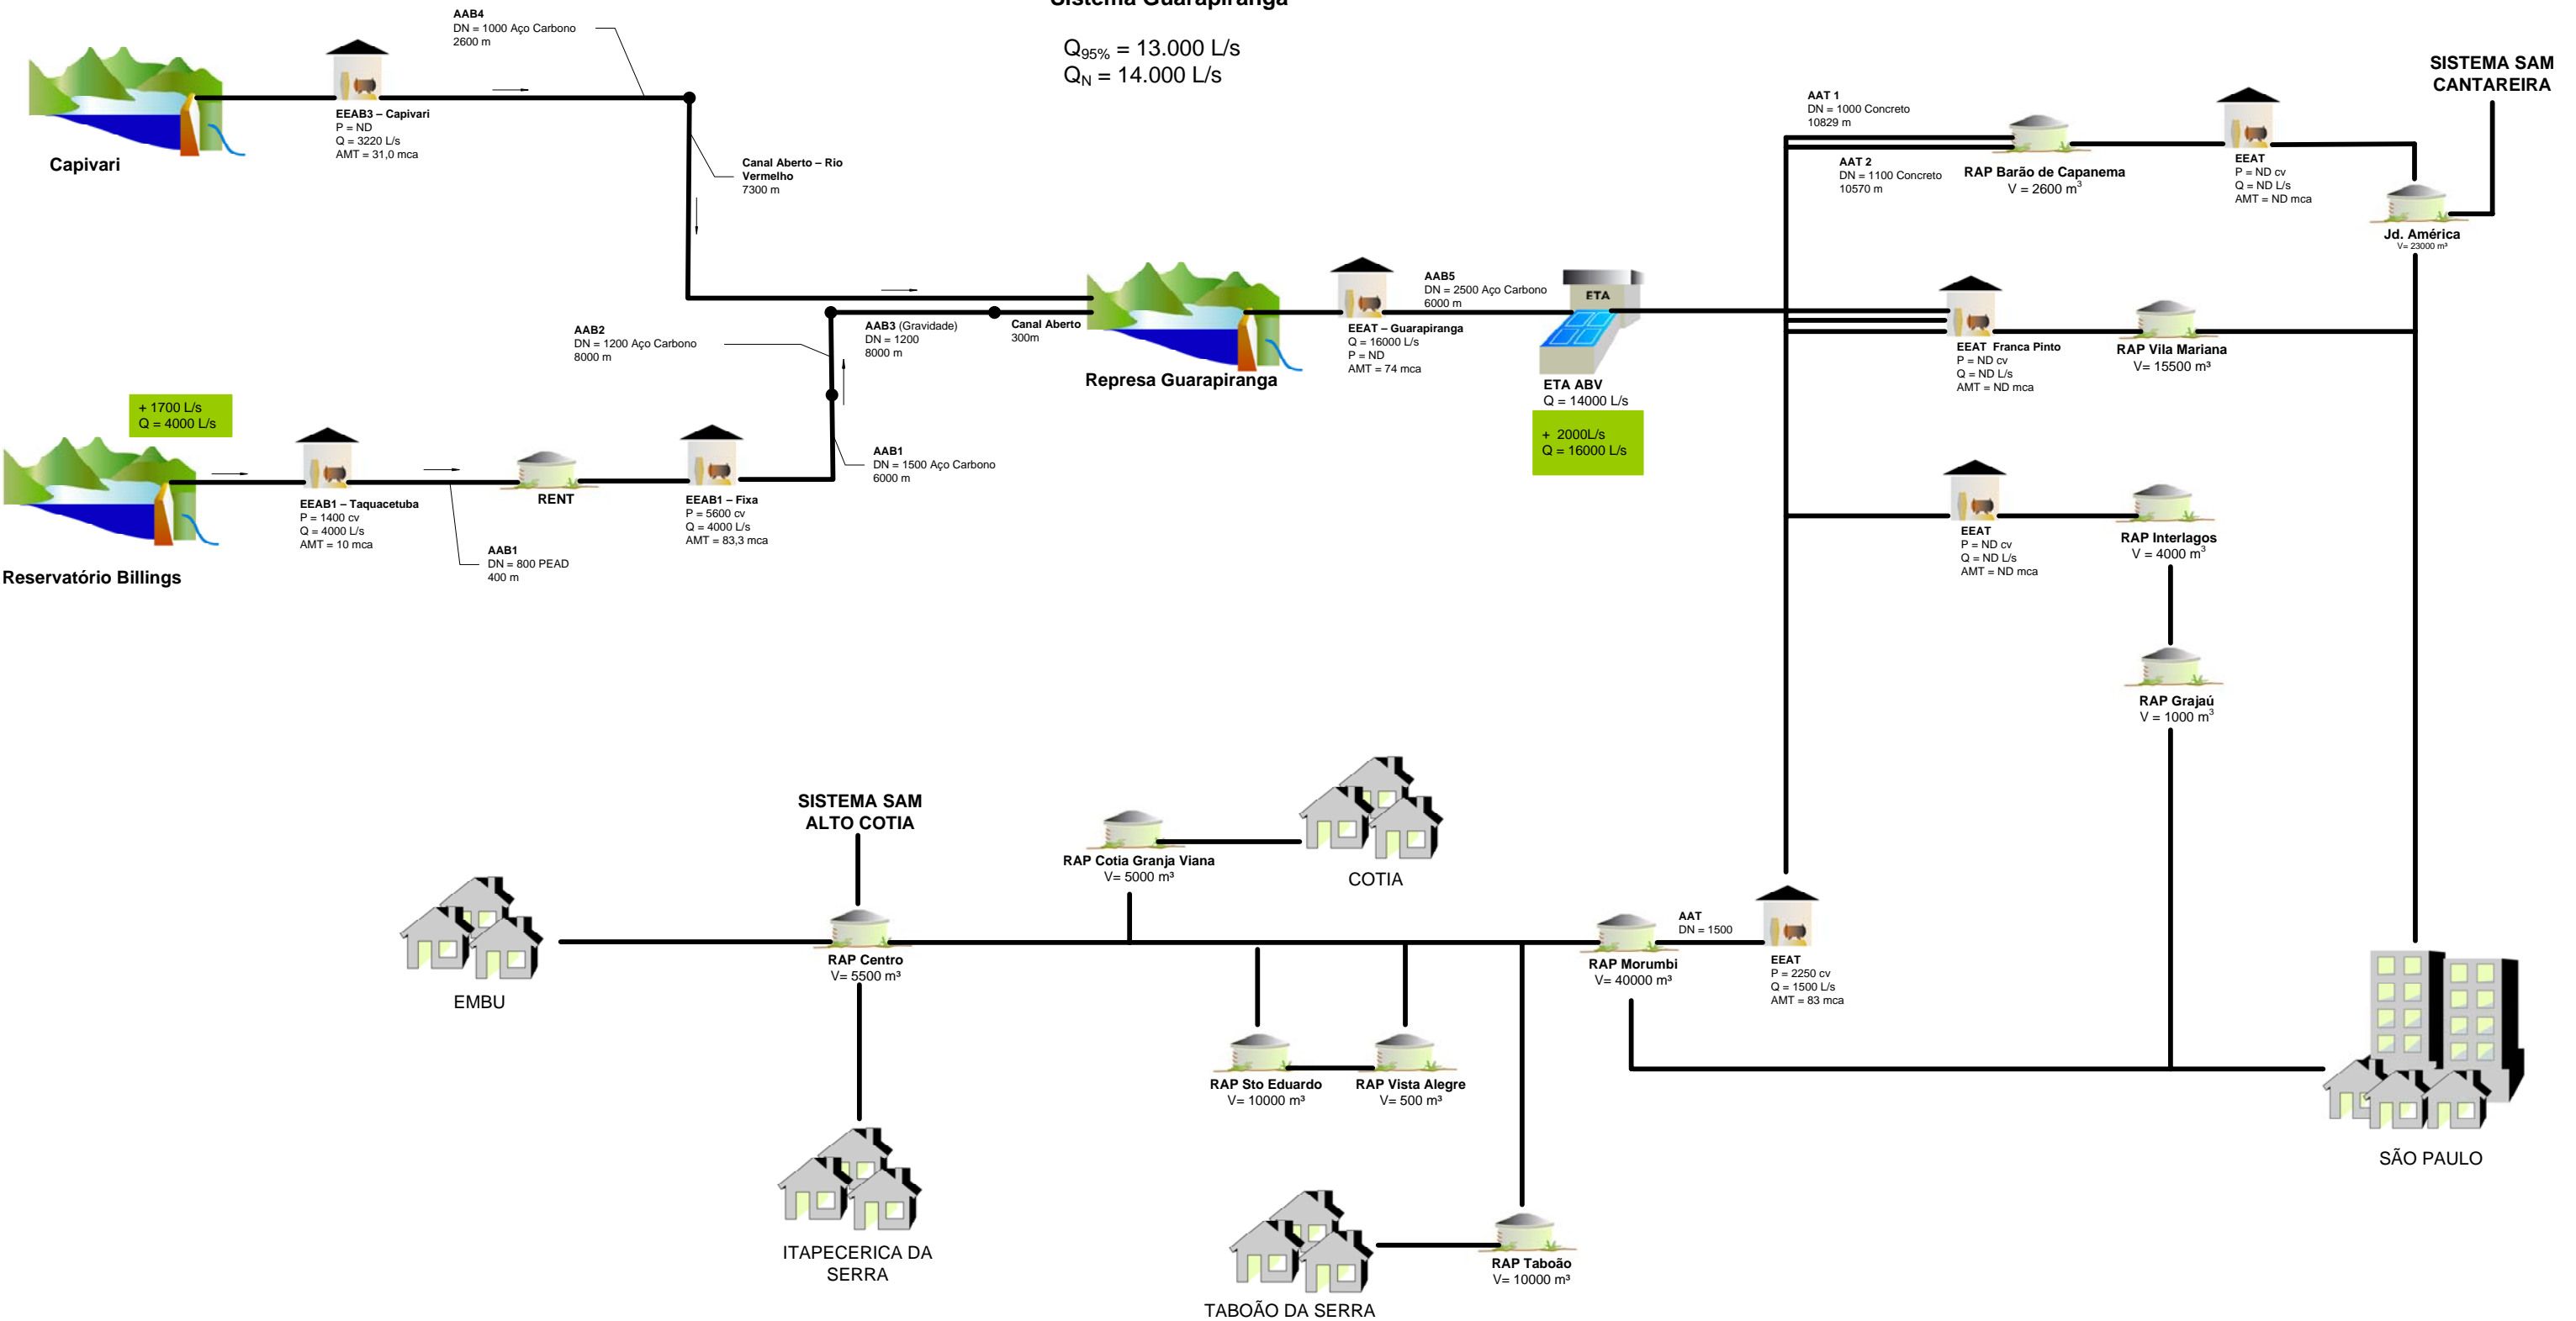 Sistema Guarapiranga
Q95% = 13.000 L/s
QN = 14.000 L/s
AAB4
DN = 1000 Aço Carbono
2600 m
EEAB3 – Capivari
P = ND
Q = 3220 L/s
AMT = 31,0 mca
Capivari
Canal Aberto – Rio
Vermelho
7300 m
SISTEMA SAM
CANTAREIRA
AAT 1
DN = 1000 Concreto
10829 m
AAT 2
DN = 1100 Concreto
10570 m
RAP Barão de Capanema
V = 2600 m³
EEAT
P = ND cv
Q = ND L/s
AMT = ND mca
Jd. América
V= 23000 m³
AAB2
DN = 1200 Aço Carbono
8000 m
AAB3 (Gravidade)
DN = 1200
8000 m
Canal Aberto
300m
Represa Guarapiranga
EEAT – Guarapiranga
Q = 16000 L/s
P = ND
AMT = 74 mca
AAB5
DN = 2500 Aço Carbono
6000 m
ETA
ETA ABV
Q = 14000 L/s
+ 2000L/s
Q = 16000 L/s
EEAT Franca Pinto
P = ND cv
Q = ND L/s
AMT = ND mca
RAP Vila Mariana
V= 15500 m³
+ 1700 L/s
Q = 4000 L/s
Reservatório Billings
EEAB1 – Taquacetuba
P = 1400 cv
Q = 4000 L/s
AMT = 10 mca
AAB1
DN = 800 PEAD
400 m
RENT
EEAB1 – Fixa
P = 5600 cv
Q = 4000 L/s
AMT = 83,3 mca
AAB1
DN = 1500 Aço Carbono
6000 m
EEAT
P = ND cv
Q = ND L/s
AMT = ND mca
RAP Interlagos
V = 4000 m³
RAP Grajaú
V = 1000 m³
SISTEMA SAM
ALTO COTIA
RAP Cotia Granja Viana
V= 5000 m³
COTIA
EMBU
RAP Centro
V= 5500 m³
RAP Morumbi
V= 40000 m³
AAT
DN = 1500
EEAT
P = 2250 cv
Q = 1500 L/s
AMT = 83 mca
RAP Sto Eduardo
V= 10000 m³
RAP Vista Alegre
V= 500 m³
SÃO PAULO
ITAPECERICA DA
SERRA
RAP Taboão
V= 10000 m³
TABOÃO DA SERRA